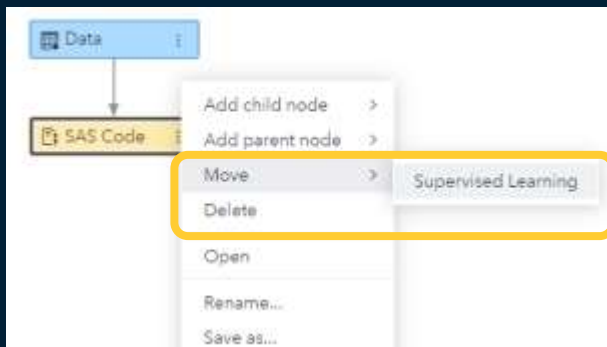 Data
SAS Code
Add child node
Add parent node
Move
Supervised Learning
Delete
Open
Rename...
Save as...